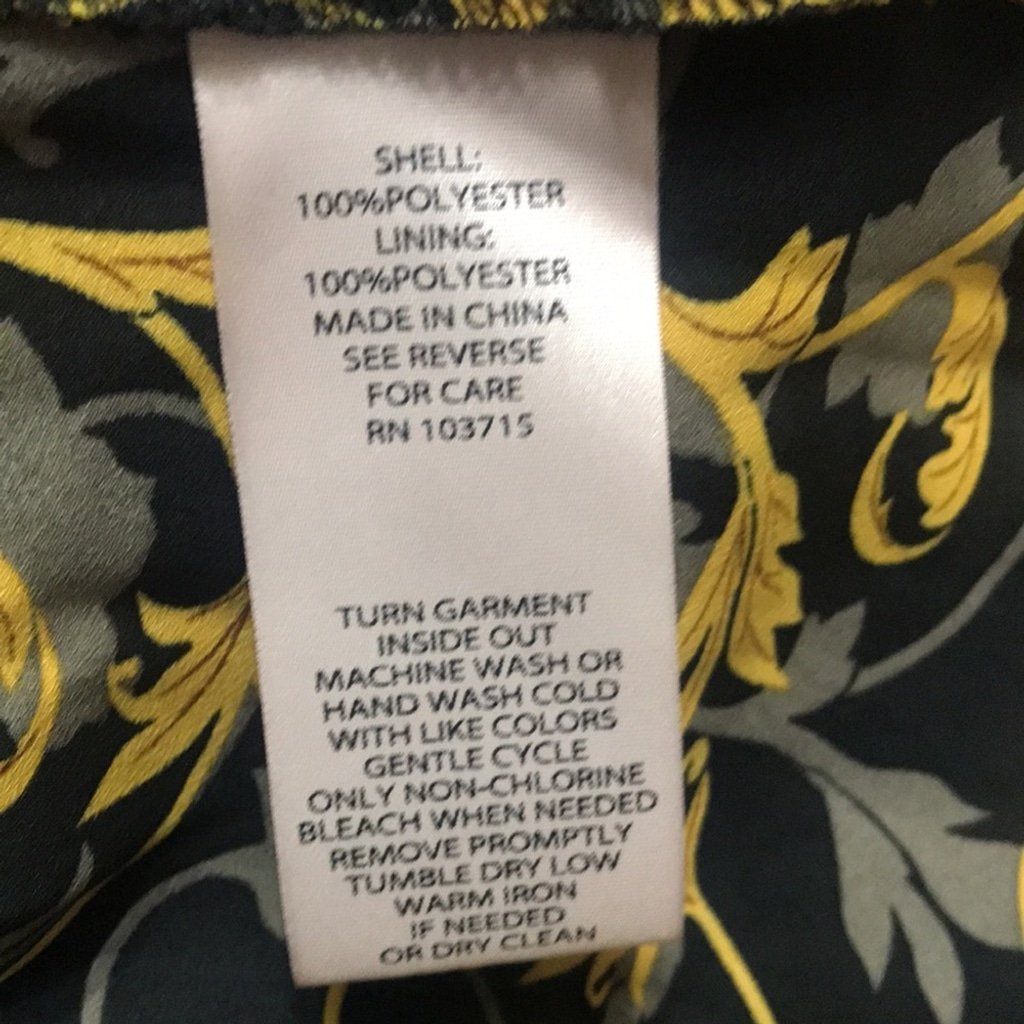 SHELL:
100%POLYESTER
LINING:
100%POLYESTER
MADE IN CHINA
SEE REVERSE
FOR CARE
RN 103715
TURN GARMENT
INSIDE OUT
MACHINE WASH OR
HAND WASH COLD
WITH LIKE COLORS
GENTLE CYCLE
ONLY NON-CHLORINE
BLEACH WHEN NEEDED
REMOVE PROMPTLY
TUMBLE DRY LOW
WARM IRON
IF NEEDED
OR DRY CLEAN